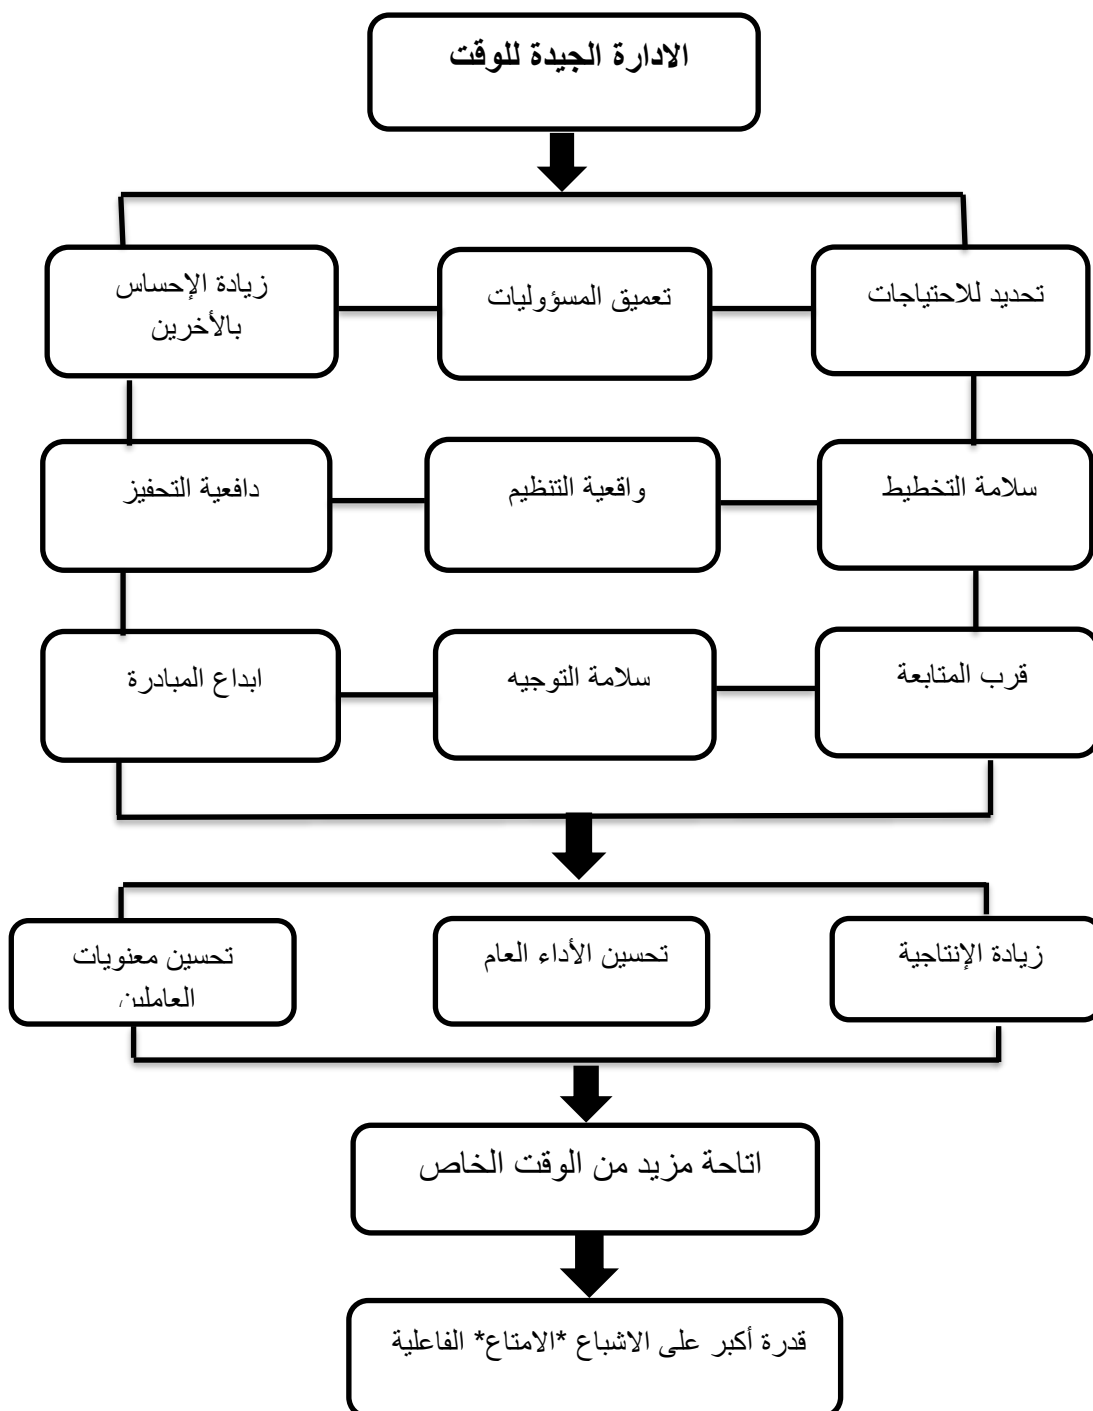 الادارة الجيدة للوقت
تحديد للاحتياجات
تعميق المسؤوليات
زيادة الإحساس
بالأخرين
سلامة التخطيط
واقعية التنظيم
دافعية التحفيز
قرب المتابعة
سلامة التوجيه
ابداع المبادرة
زيادة الإنتاجية
تحسين الأداء العام
تحسين معنويات
العاملين
اتاحة مزيد من الوقت الخاص
قدرة أكبر على الاشباع *الامتاع* الفاعلية